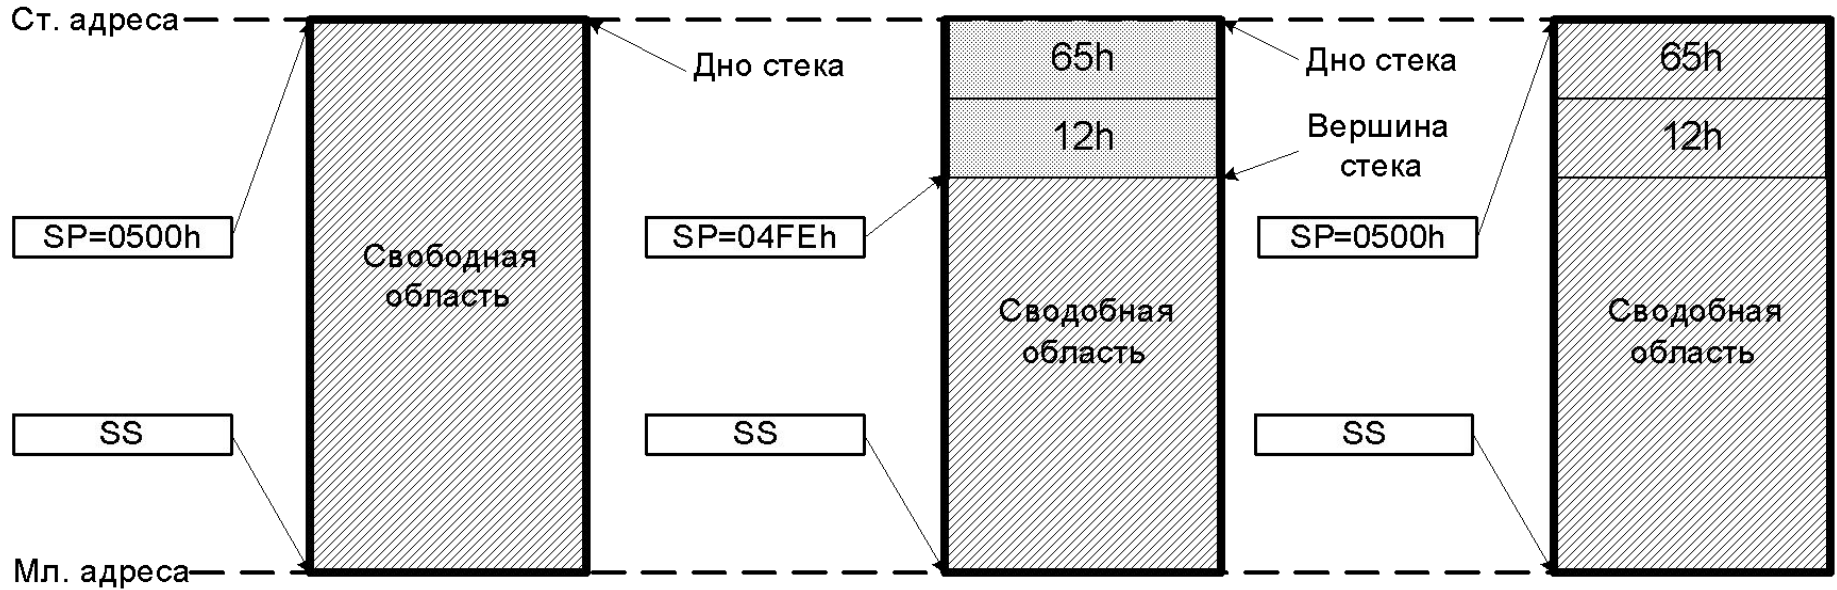 Ст. адреса
Дно стека
65h
Дно стека
65h
12h
Вершина
стека
12h
SP=0500h
Свободная
область
SP=04FEh
SP=0500h
Сводобная
область
Сводобная
область
SS
SS
SS
Мл. адреса